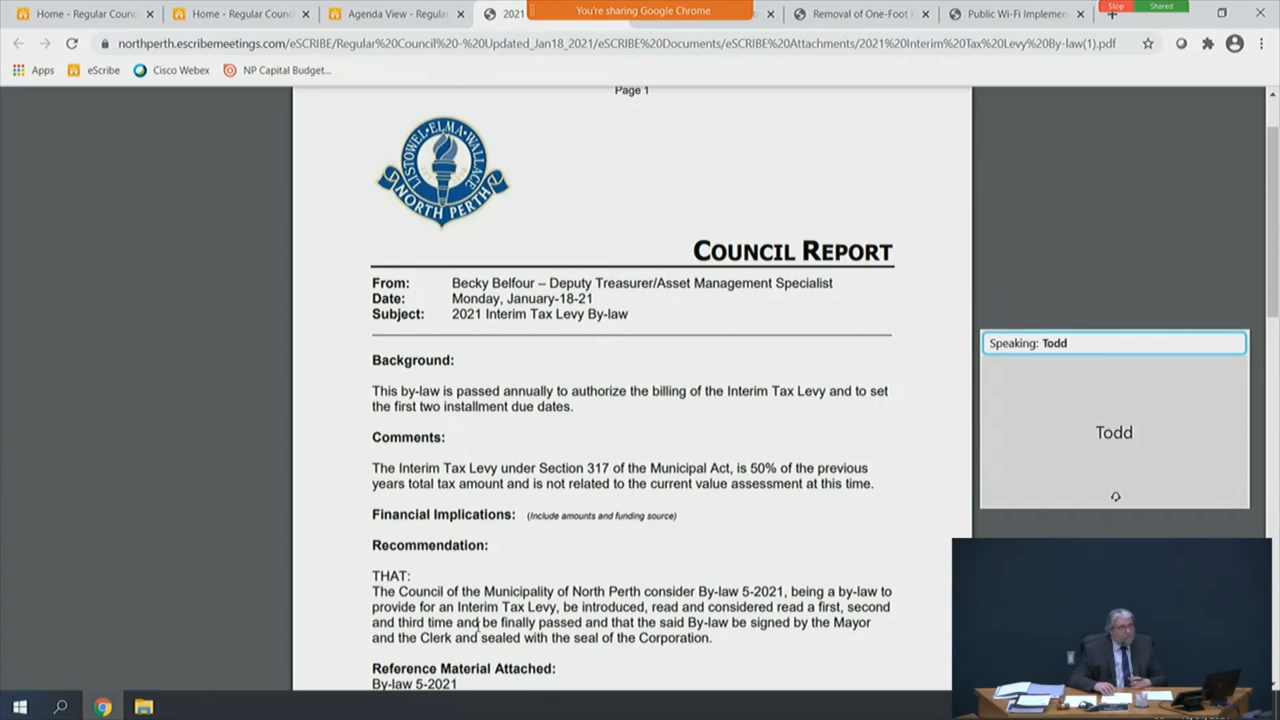 Home - Regular Counc
Home - Regular Counc
Agenda View - Regula
2021
You're sharing Google Chrome
Removal of One-Foot
Public Wi-Fi Implemen
Stop
Shared
northperth.escribemeetings.com/eSCRIBE/Regular%20Council%20-%20Updated_Jan18_2021/eSCRIBE%20Documents/eSCRIBE%20Attachments/2021%20Interim%20Tax%20Levy%20By-law(1).pdf
Apps
eScribe
Cisco Webex
NP Capital Budget...
Page 1
LISTOWEL • ELMA • WALLACE
NORTH PERTH
COUNCIL REPORT
From: Becky Belfour – Deputy Treasurer/Asset Management Specialist
Date: Monday, January-18-21
Subject: 2021 Interim Tax Levy By-law
Background:
This by-law is passed annually to authorize the billing of the Interim Tax Levy and to set
the first two installment due dates.
Comments:
The Interim Tax Levy under Section 317 of the Municipal Act, is 50% of the previous
years total tax amount and is not related to the current value assessment at this time.
Financial Implications: (Include amounts and funding source)
Recommendation:
THAT:
The Council of the Municipality of North Perth consider By-law 5-2021, being a by-law to
provide for an Interim Tax Levy, be introduced, read and considered read a first, second
and third time and be finally passed and that the said By-law be signed by the Mayor
and the Clerk and sealed with the seal of the Corporation.
Reference Material Attached:
By-law 5-2021
Speaking: Todd
Todd